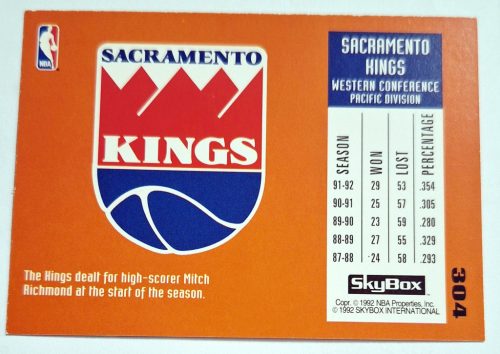 NBA
SACRAMENTO
KINGS
The Kings dealt for high-scorer Mitch
Richmond at the start of the season.
SACRAMENTO
KINGS
WESTERN CONFERENCE
PACIFIC DIVISION
SEASON WON LOST PERCENTAGE
91-92 29 53 .354
90-91 25 57 .305
89-90 23 59 .280
88-89 27 55 .329
87-88 24 58 .293
SkyBox
Copr. © 1992 NBA Properties, Inc.
© 1992 SKYBOX INTERNATIONAL
304